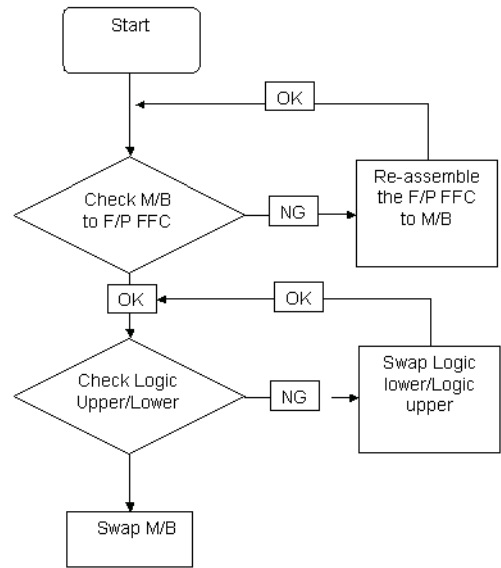 Start
OK
Check M/B
to F/P FFC
NG
Re-assemble
the F/P FFC
to M/B
OK
OK
Check Logic
Upper/Lower
NG
Swap Logic
lower/Logic
upper
Swap M/B